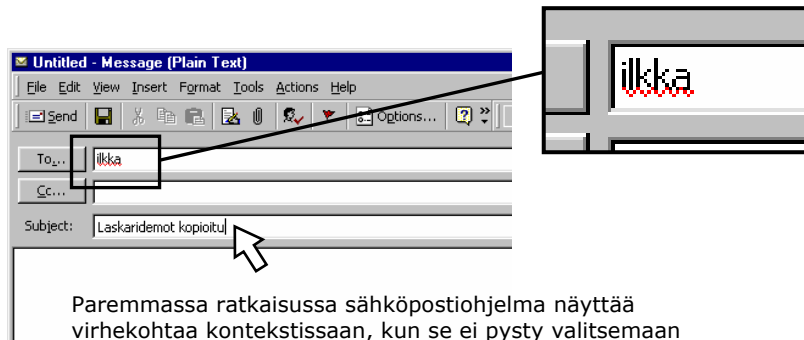 Untitled - Message (Plain Text)
File Edit View Insert Format Tools Actions Help
Send Options...
To... ilkka
Cc...
Subject: Laskaridemot kopioitu
ilkka
Paremmassa ratkaisussa sähköpostiohjelma näyttää
virhekohtaa kontekstissaan, kun se ei pysty valitsemaan